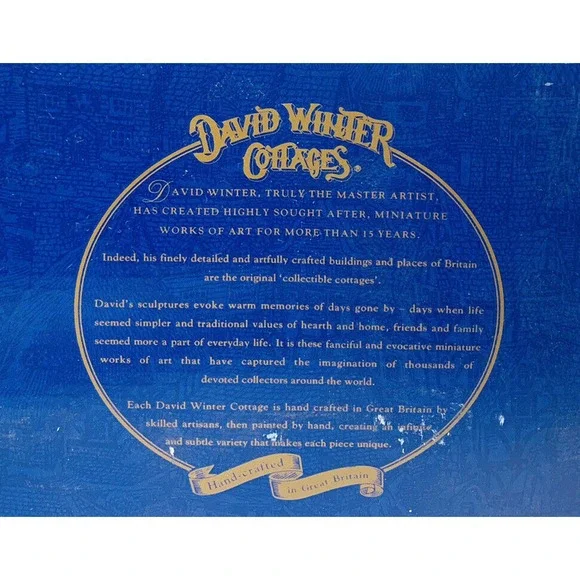 DAVID WINTER
COTTAGES®
DAVID WINTER, TRULY THE MASTER ARTIST,
HAS CREATED HIGHLY SOUGHT AFTER, MINIATURE
WORKS OF ART FOR MORE THAN 15 YEARS.
Indeed, his finely detailed and artfully crafted buildings and places of Britain
are the original 'collectible cottages'.
David's sculptures evoke warm memories of days gone by – days when life
seemed simpler and traditional values of hearth and home, friends and family
seemed more a part of everyday life. It is these fanciful and evocative miniature
works of art that have captured the imagination of thousands of
devoted collectors around the world.
Each David Winter Cottage is hand crafted in Great Britain by
skilled artisans, then painted by hand, creating an infinite
and subtle variety that makes each piece unique.
Hand-crafted
in Great Britain